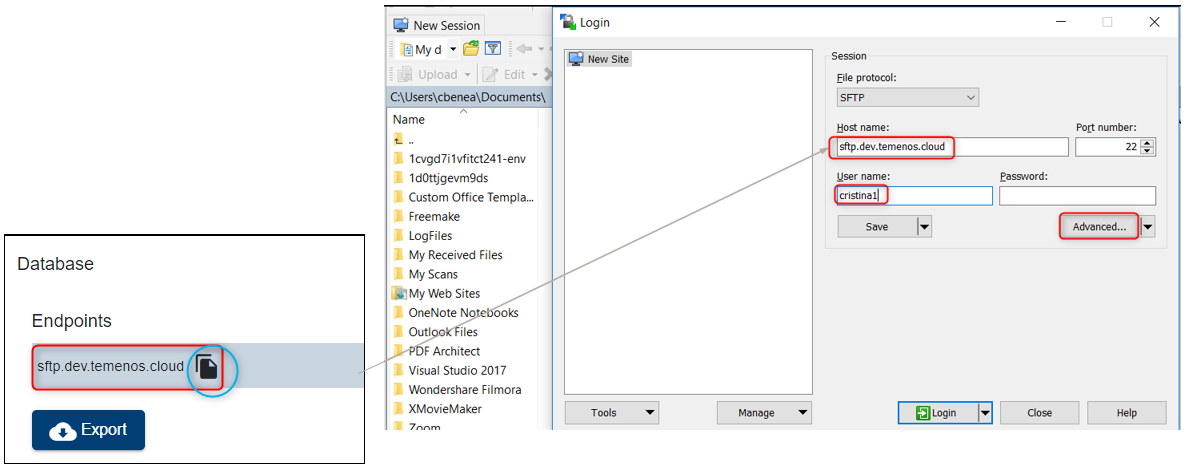 Database
Endpoints
sftp.dev.temenos.cloud
Export
New Session
My d
Upload
Edit
C:\Users\cbenea\Documents\
Name
..
1cvgd7i1vfitct241-env
1d0ttjgevm9ds
Custom Office Templa...
Freemake
LogFiles
My Received Files
My Scans
My Web Sites
OneNote Notebooks
Outlook Files
PDF Architect
Visual Studio 2017
Wondershare Filmora
XMovieMaker
Zoom
Login
New Site
Session
File protocol:
SFTP
Host name:
Port number:
sftp.dev.temenos.cloud
22
User name:
Password:
cristina1
Save
Advanced...
Tools
Manage
Login
Close
Help